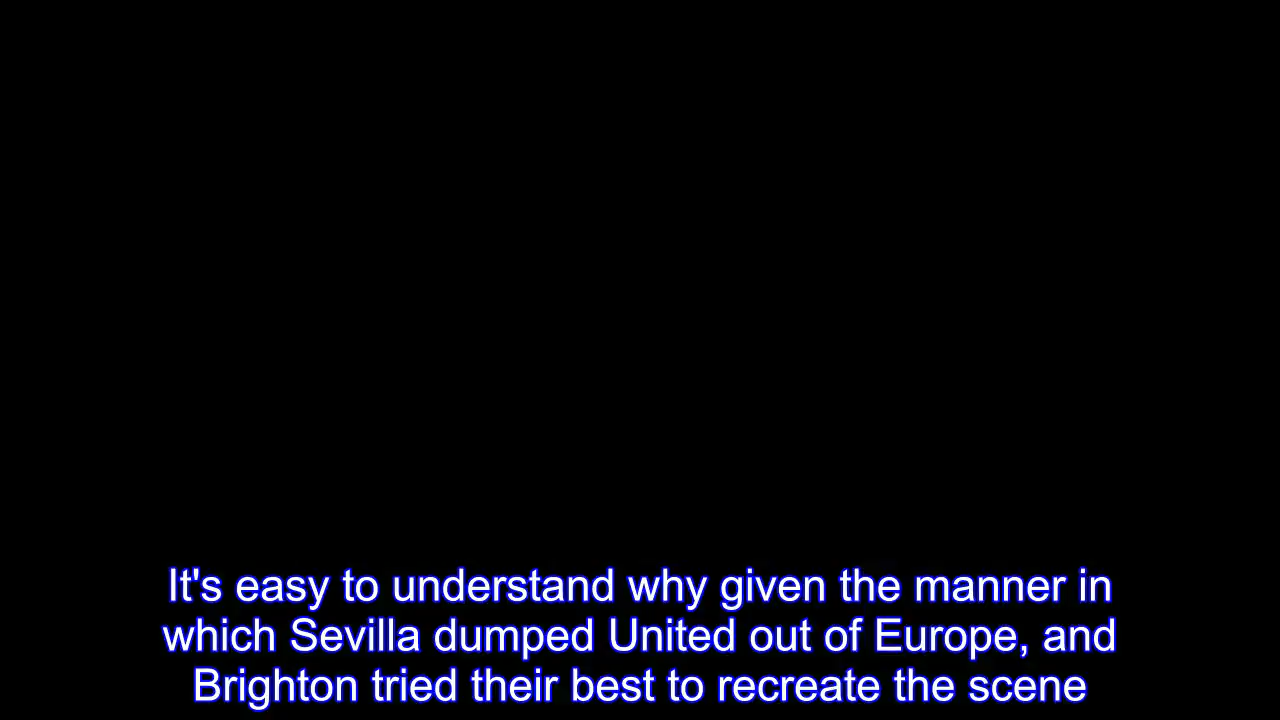 It's easy to understand why given the manner in
which Sevilla dumped United out of Europe, and
Brighton tried their best to recreate the scene